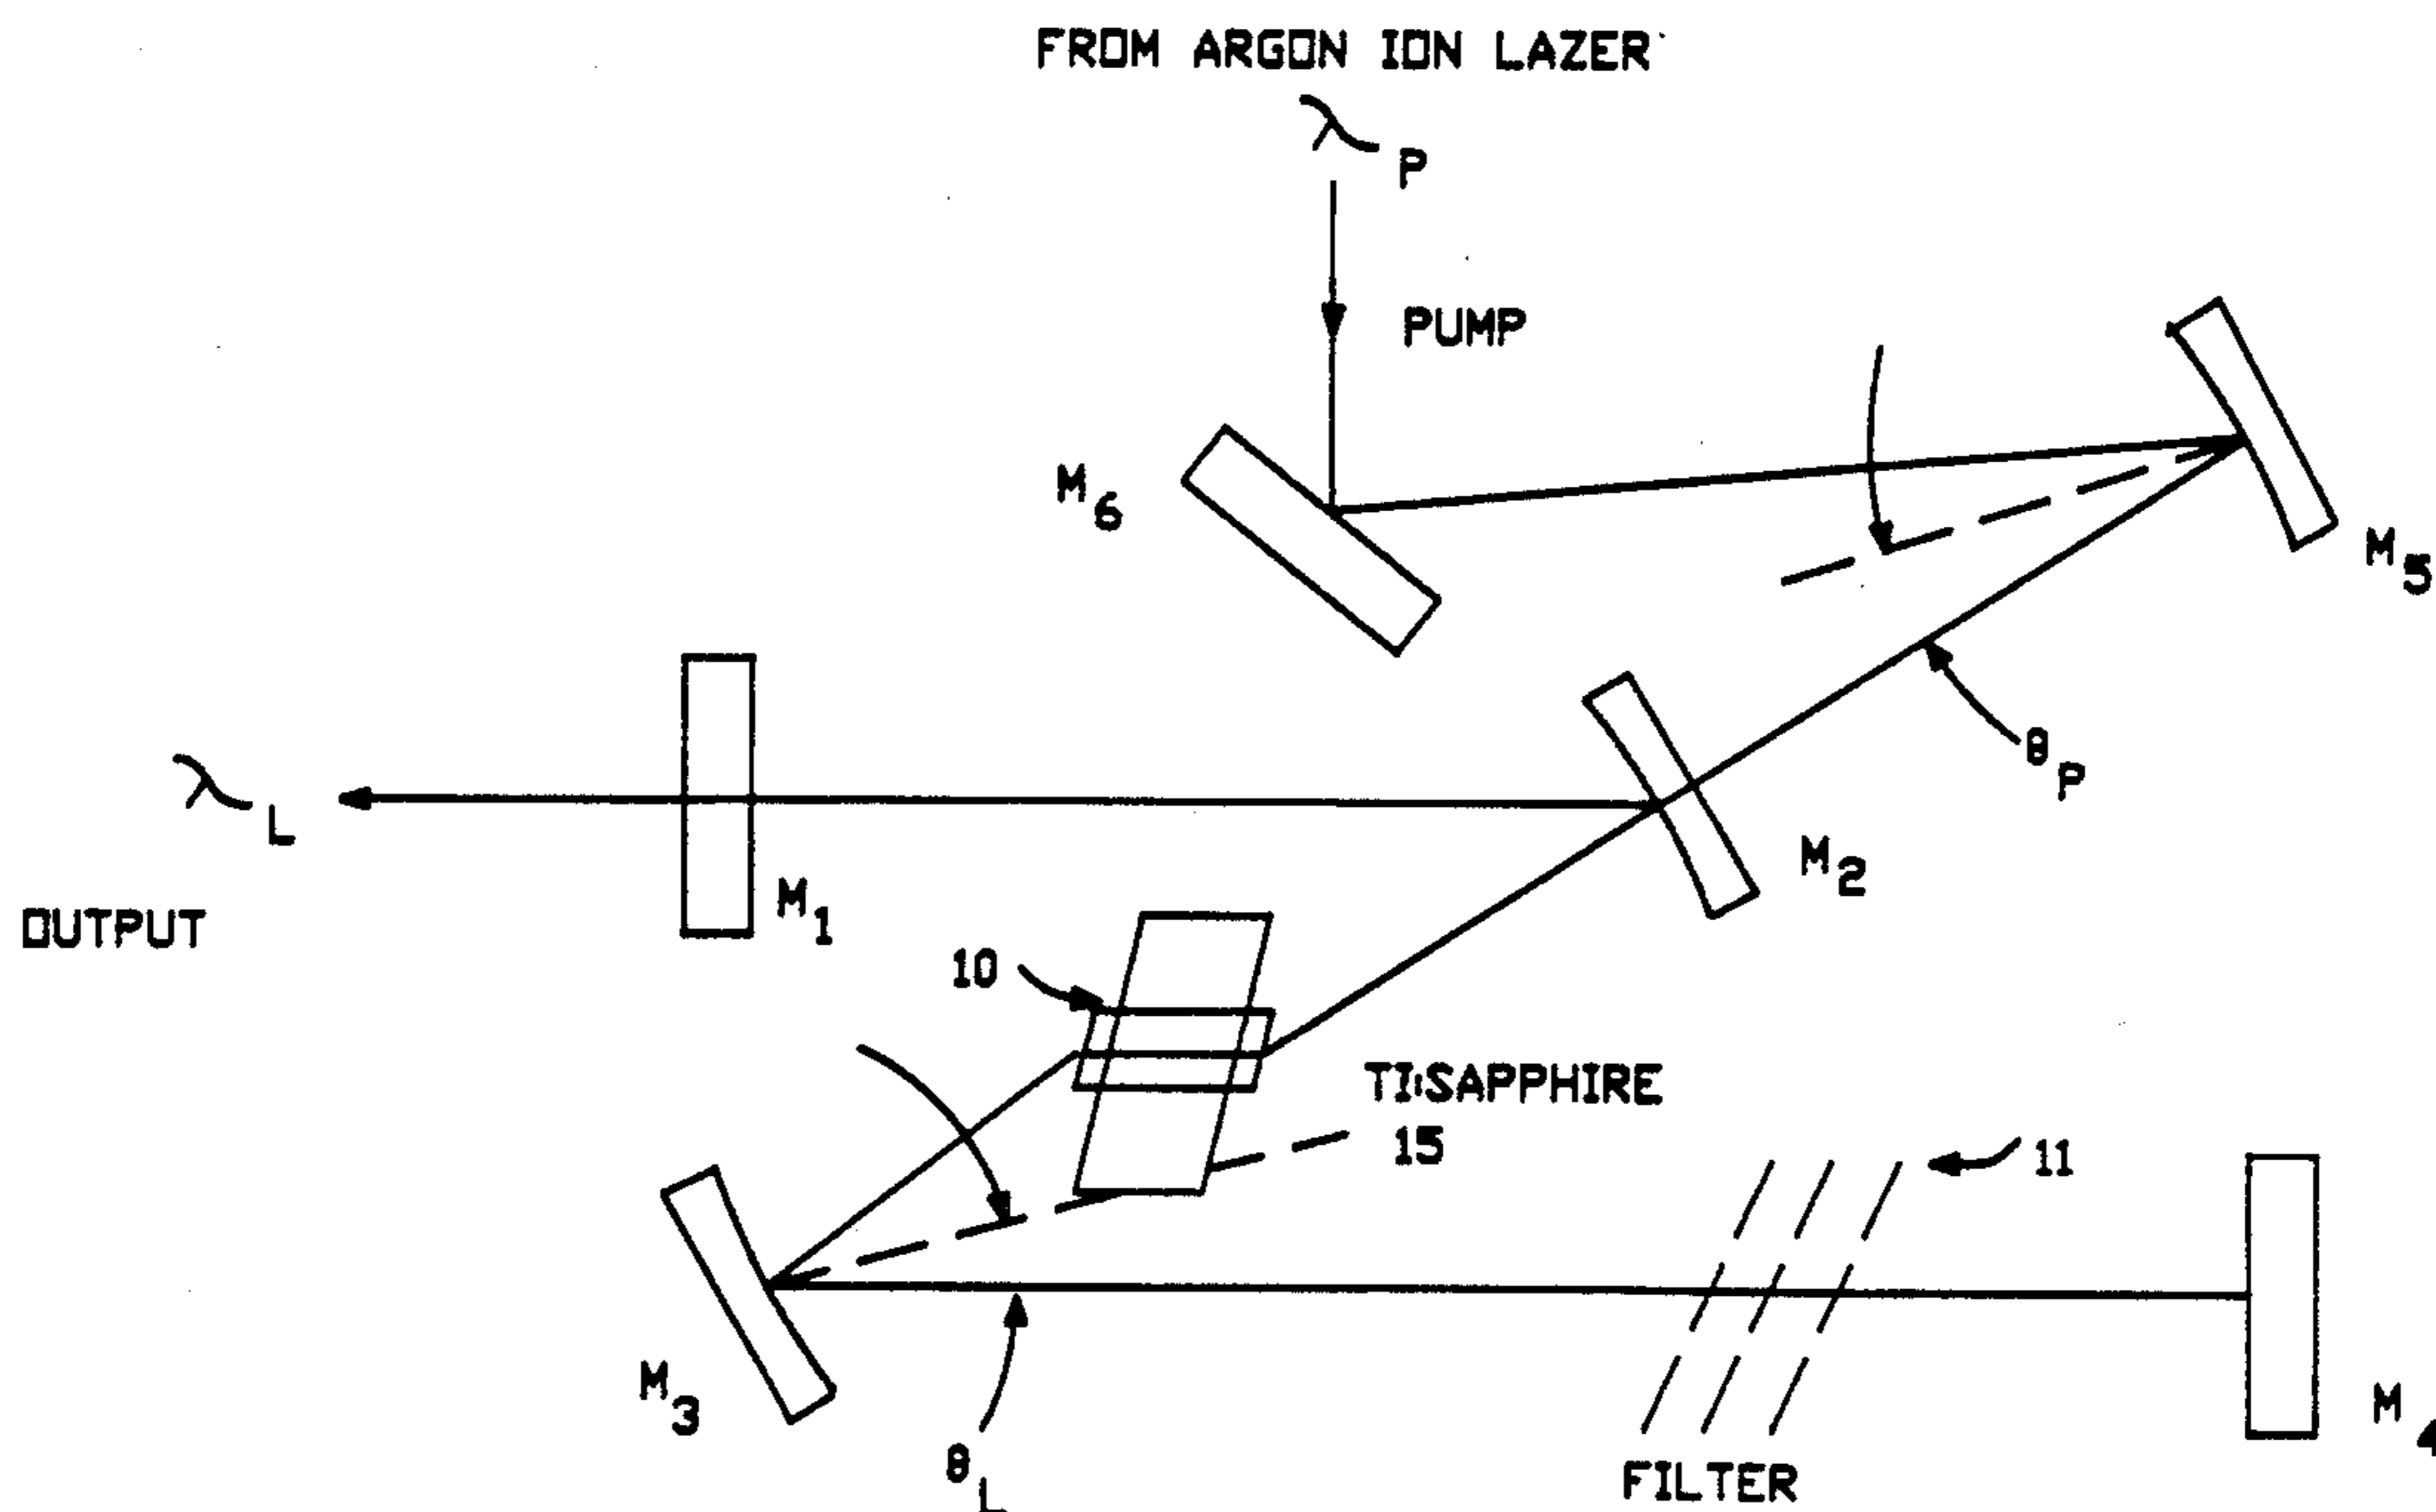 FROM ARGON ION LAZER
λP
PUMP
M6
M5
M1
M2
θP
λL
OUTPUT
10
TI:SAPPHIRE
15
11
M3
M4
θL
FILTER